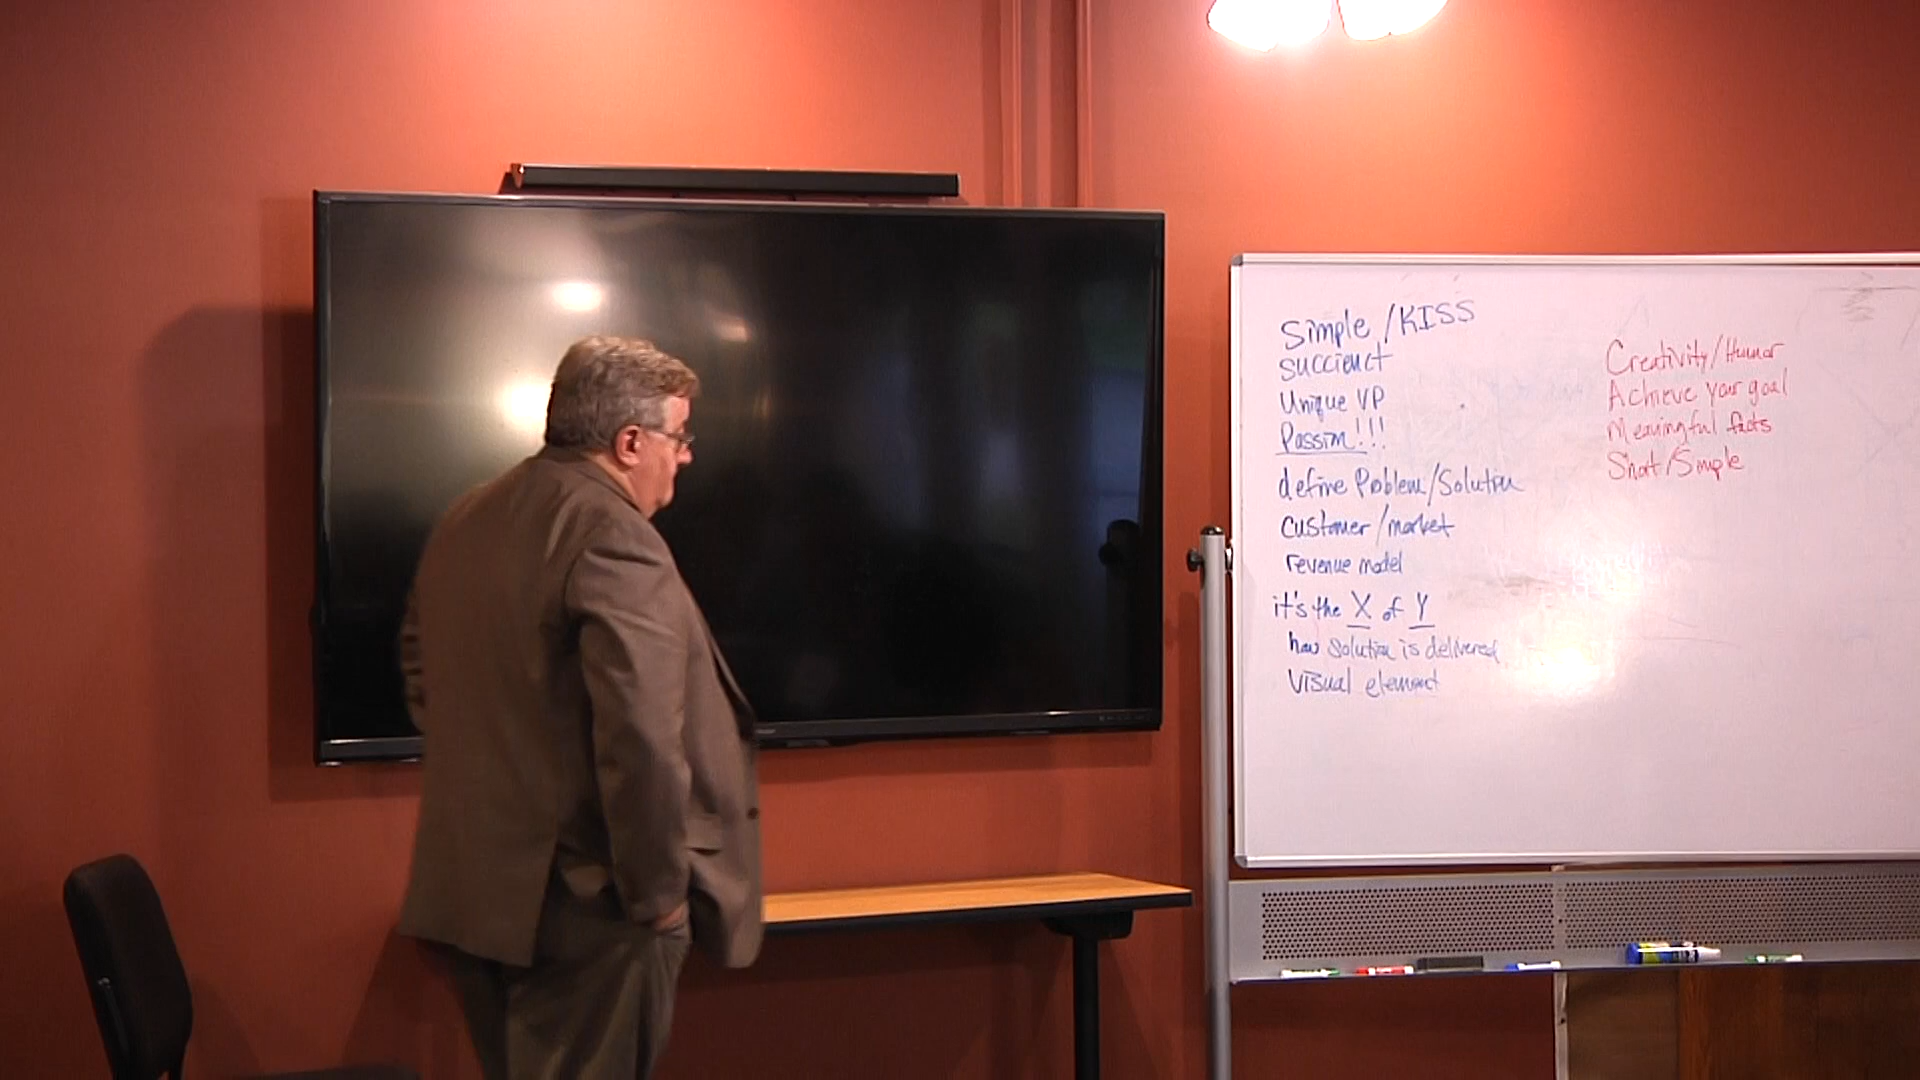 Simple / KISS
succienct
Unique VP
Passion!!!
define Problem/Solution
customer/market
revenue model
it's the X of Y
how solution is delivered
visual element
Creativity/Humor
Achieve your goal
Meaningful facts
Short/Simple